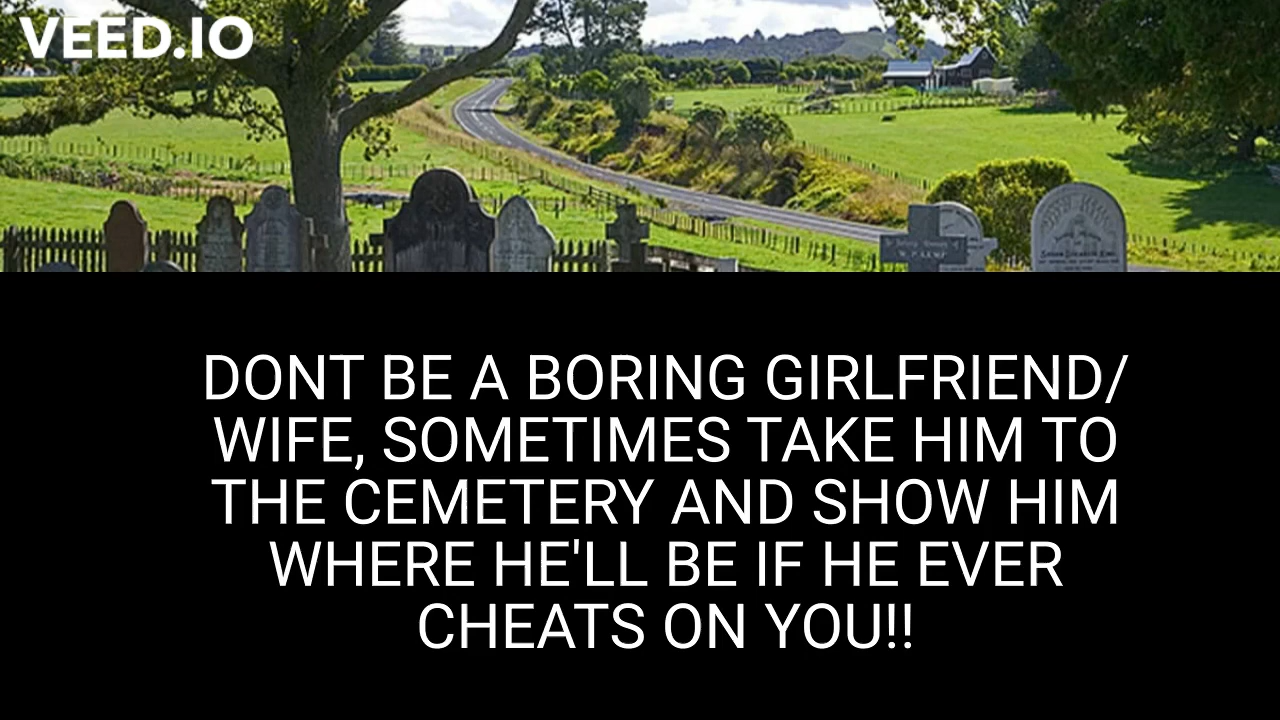 VEED.IO
DONT BE A BORING GIRLFRIEND/
WIFE, SOMETIMES TAKE HIM TO
THE CEMETERY AND SHOW HIM
WHERE HE'LL BE IF HE EVER
CHEATS ON YOU!!